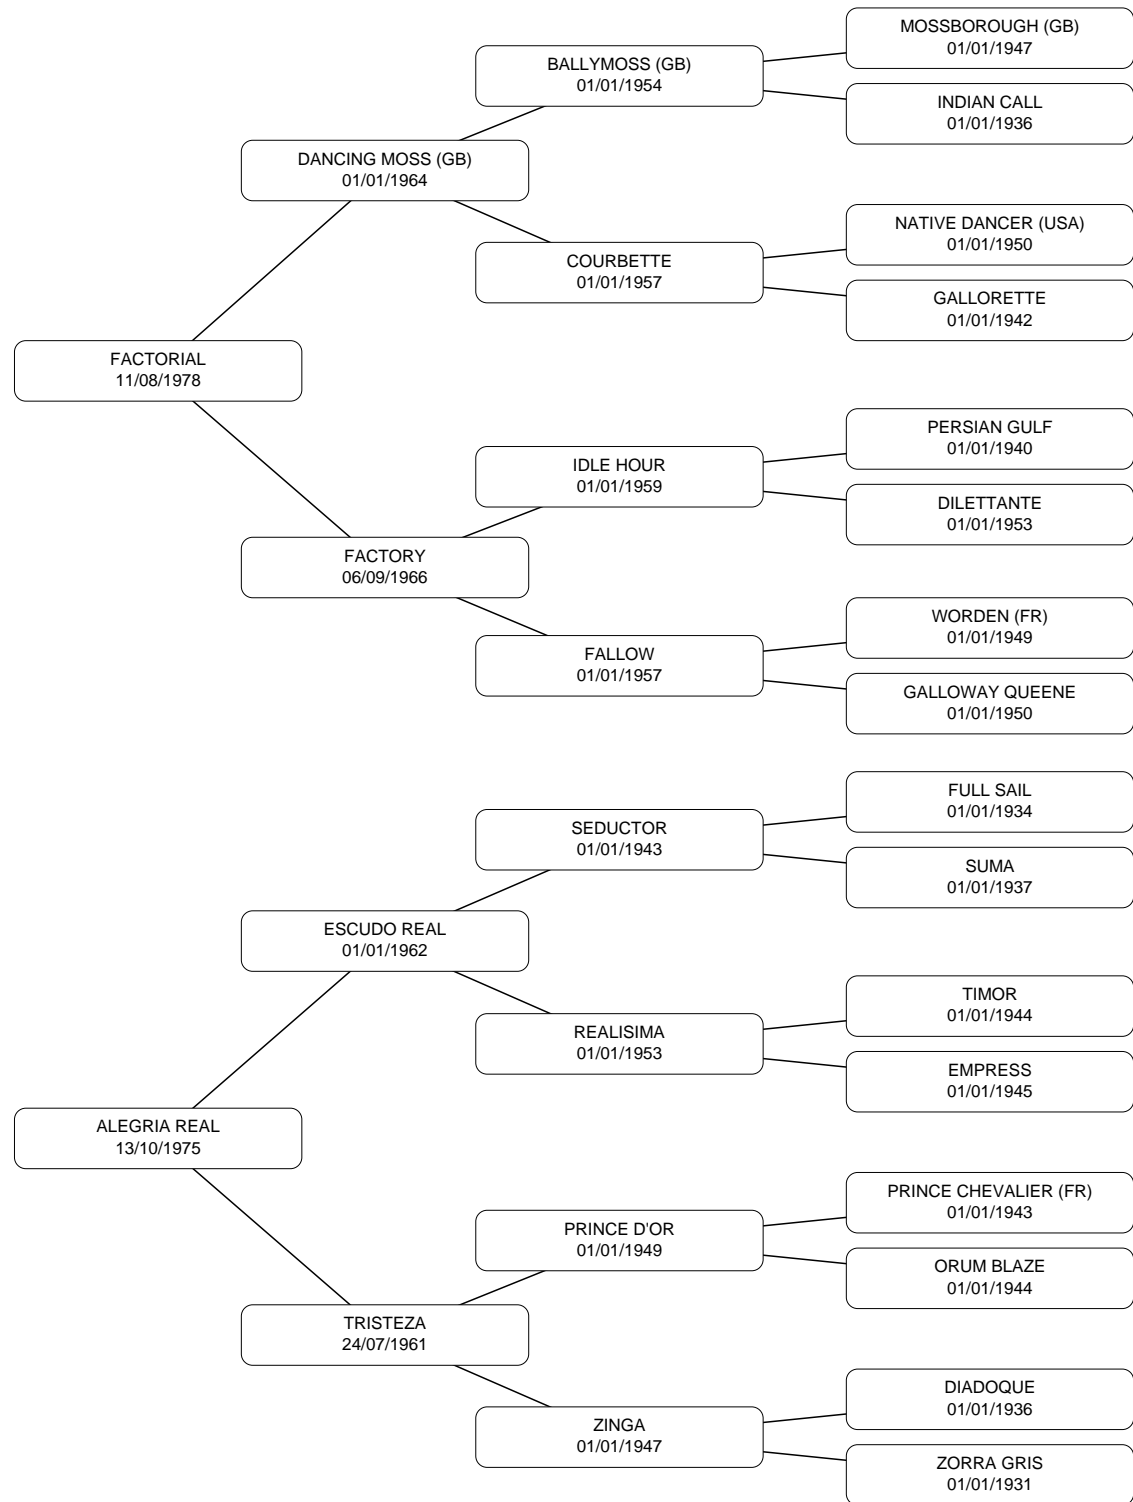 MOSSBOROUGH (GB)
01/01/1947
BALLYMOSS (GB)
01/01/1954
INDIAN CALL
01/01/1936
DANCING MOSS (GB)
01/01/1964
NATIVE DANCER (USA)
01/01/1950
COURBETTE
01/01/1957
GALLORETTE
01/01/1942
FACTORIAL
11/08/1978
PERSIAN GULF
01/01/1940
IDLE HOUR
01/01/1959
DILETTANTE
01/01/1953
FACTORY
06/09/1966
WORDEN (FR)
01/01/1949
FALLOW
01/01/1957
GALLOWAY QUEENE
01/01/1950
FULL SAIL
01/01/1934
SEDUCTOR
01/01/1943
SUMA
01/01/1937
ESCUDO REAL
01/01/1962
TIMOR
01/01/1944
REALISIMA
01/01/1953
EMPRESS
01/01/1945
ALEGRIA REAL
13/10/1975
PRINCE CHEVALIER (FR)
01/01/1943
PRINCE D'OR
01/01/1949
ORUM BLAZE
01/01/1944
TRISTEZA
24/07/1961
DIADOQUE
01/01/1936
ZINGA
01/01/1947
ZORRA GRIS
01/01/1931